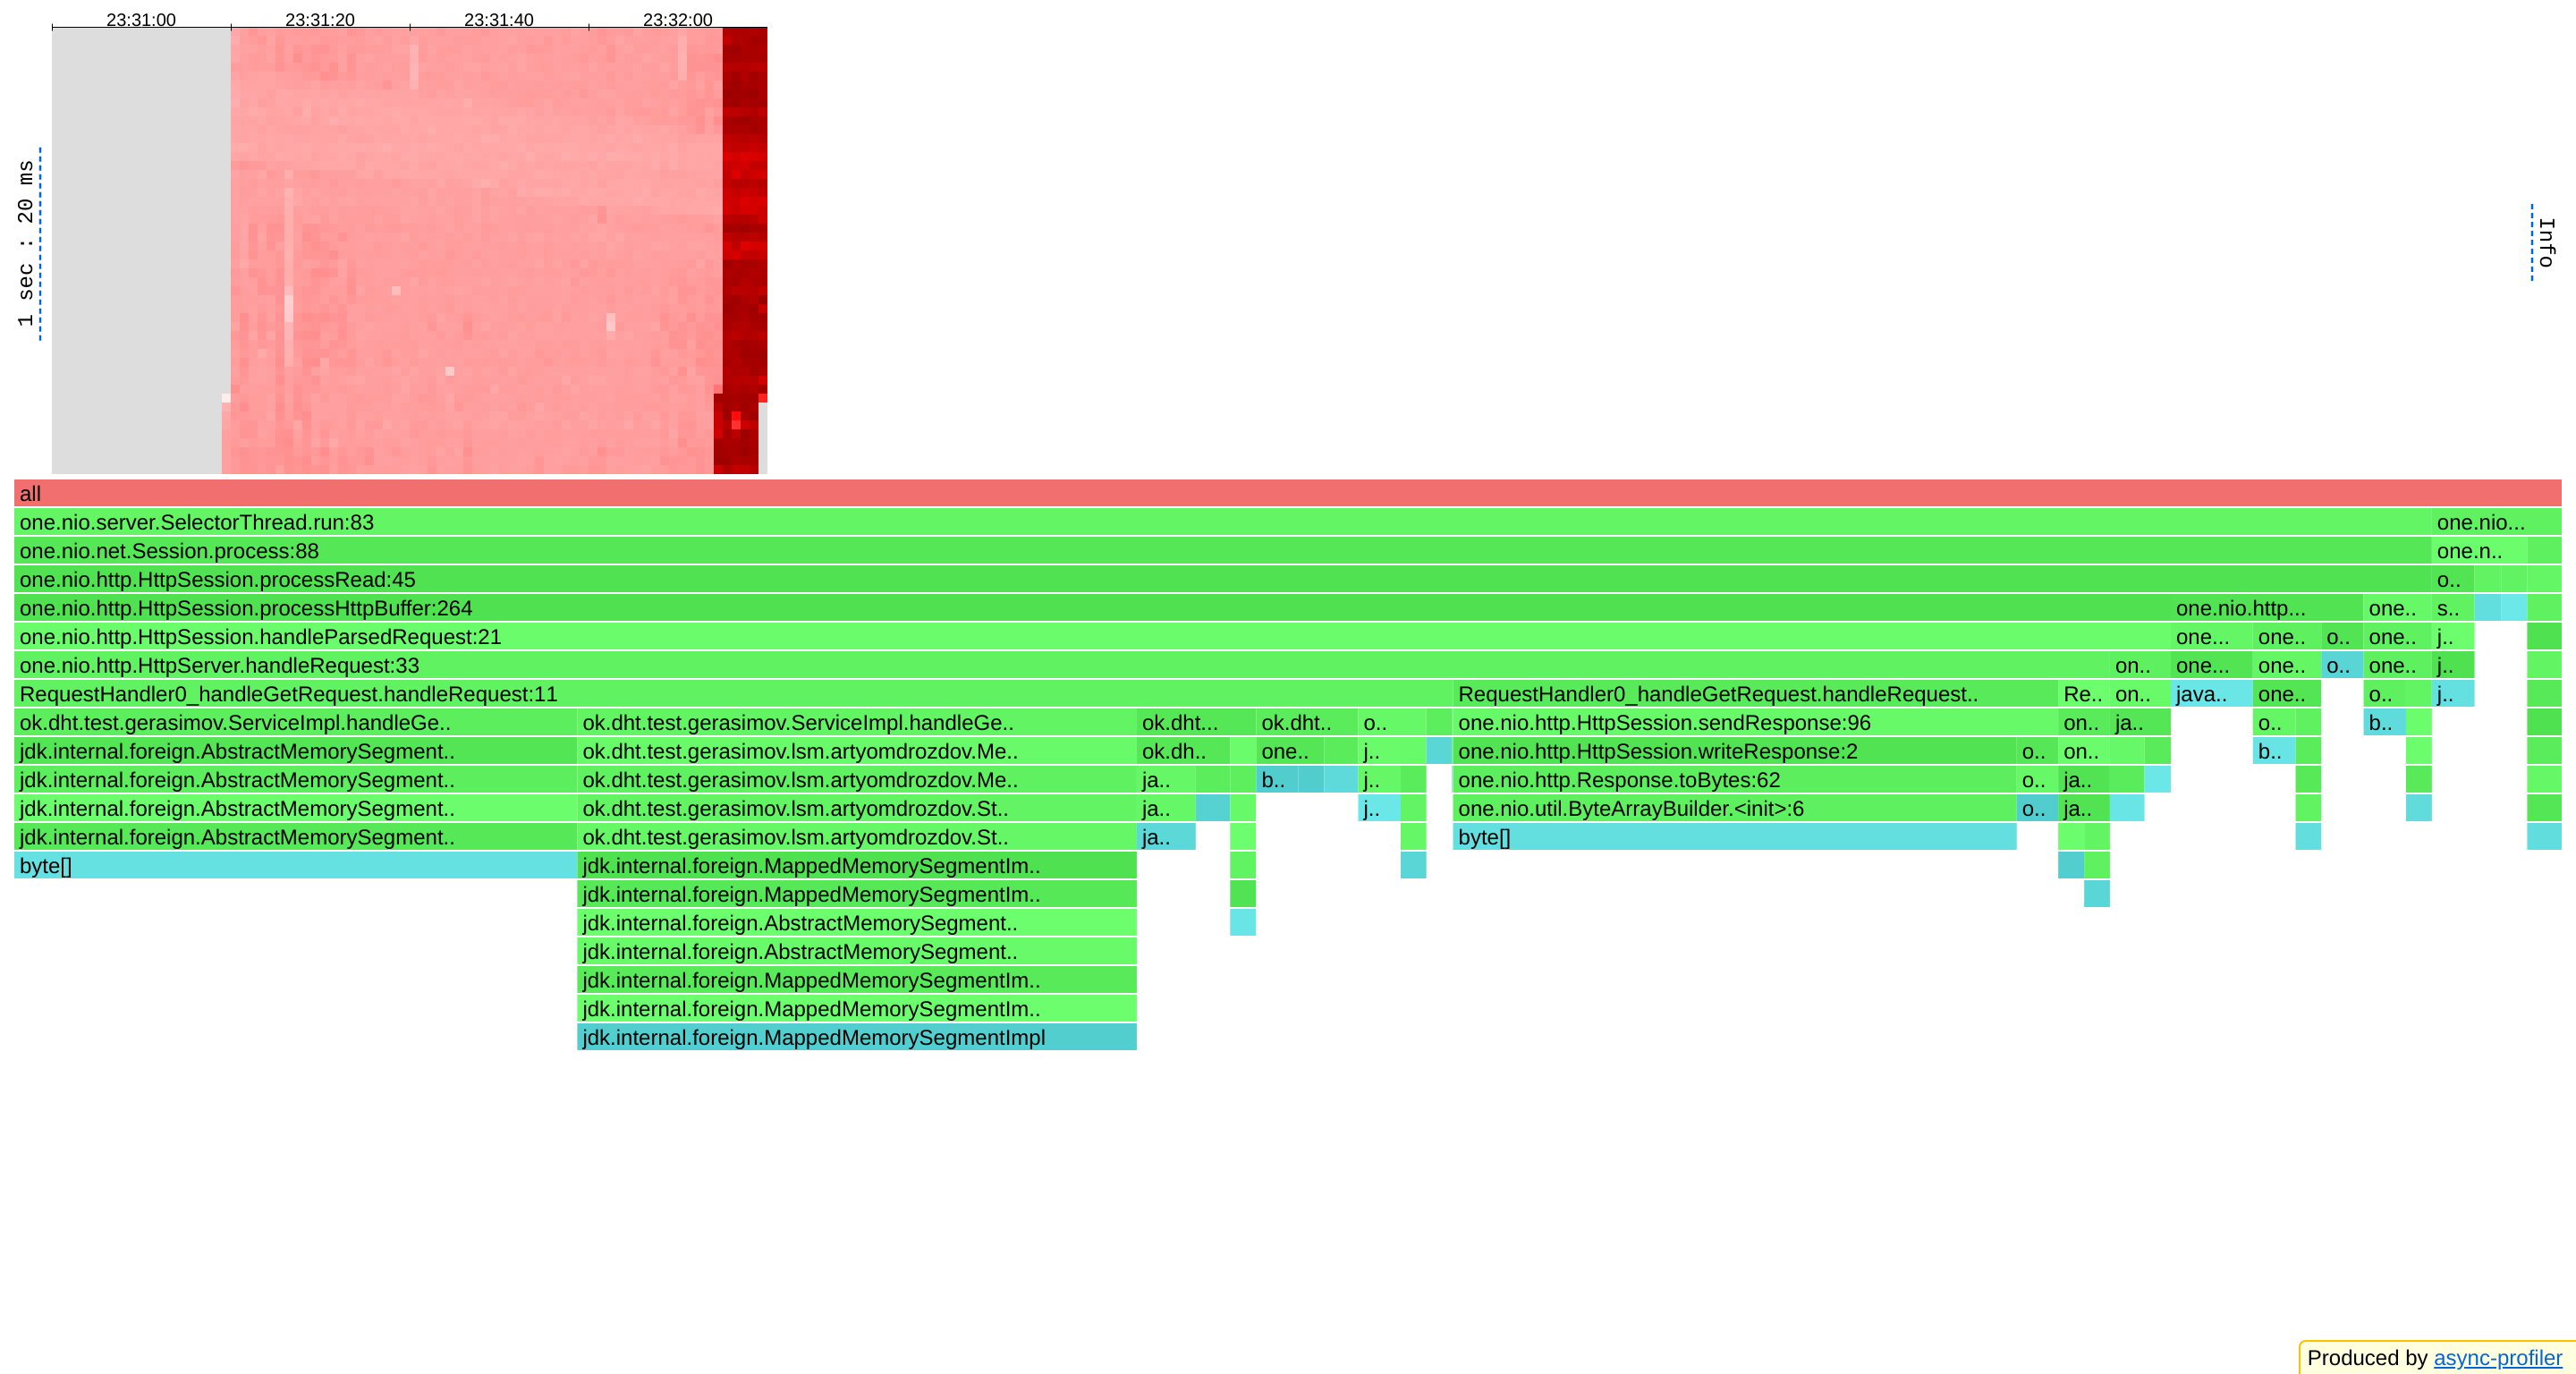 23:31:00 23:31:20 23:31:40 23:32:00
1 sec : 20 ms
Info
all
one.nio.server.SelectorThread.run:83 one.nio...
one.nio.net.Session.process:88 one.n..
one.nio.http.HttpSession.processRead:45 o..
one.nio.http.HttpSession.processHttpBuffer:264 one.nio.http... one.. s..
one.nio.http.HttpSession.handleParsedRequest:21 one... one.. o.. one.. j..
one.nio.http.HttpServer.handleRequest:33 on.. one... one.. o.. one.. j..
RequestHandler0_handleGetRequest.handleRequest:11 RequestHandler0_handleGetRequest.handleRequest.. Re.. on.. java.. one.. o.. j..
ok.dht.test.gerasimov.ServiceImpl.handleGe.. ok.dht.test.gerasimov.ServiceImpl.handleGe.. ok.dht... ok.dht.. o.. one.nio.http.HttpSession.sendResponse:96 on.. ja.. o.. b..
jdk.internal.foreign.AbstractMemorySegment.. ok.dht.test.gerasimov.lsm.artyomdrozdov.Me.. ok.dh.. one.. j.. one.nio.http.HttpSession.writeResponse:2 o.. on.. b..
jdk.internal.foreign.AbstractMemorySegment.. ok.dht.test.gerasimov.lsm.artyomdrozdov.Me.. ja.. b.. j.. one.nio.http.Response.toBytes:62 o.. ja..
jdk.internal.foreign.AbstractMemorySegment.. ok.dht.test.gerasimov.lsm.artyomdrozdov.St.. ja.. j.. one.nio.util.ByteArrayBuilder.<init>:6 o.. ja..
jdk.internal.foreign.AbstractMemorySegment.. ok.dht.test.gerasimov.lsm.artyomdrozdov.St.. ja.. byte[]
byte[] jdk.internal.foreign.MappedMemorySegmentIm..
jdk.internal.foreign.MappedMemorySegmentIm..
jdk.internal.foreign.AbstractMemorySegment..
jdk.internal.foreign.AbstractMemorySegment..
jdk.internal.foreign.MappedMemorySegmentIm..
jdk.internal.foreign.MappedMemorySegmentIm..
jdk.internal.foreign.MappedMemorySegmentImpl
Produced by async-profiler